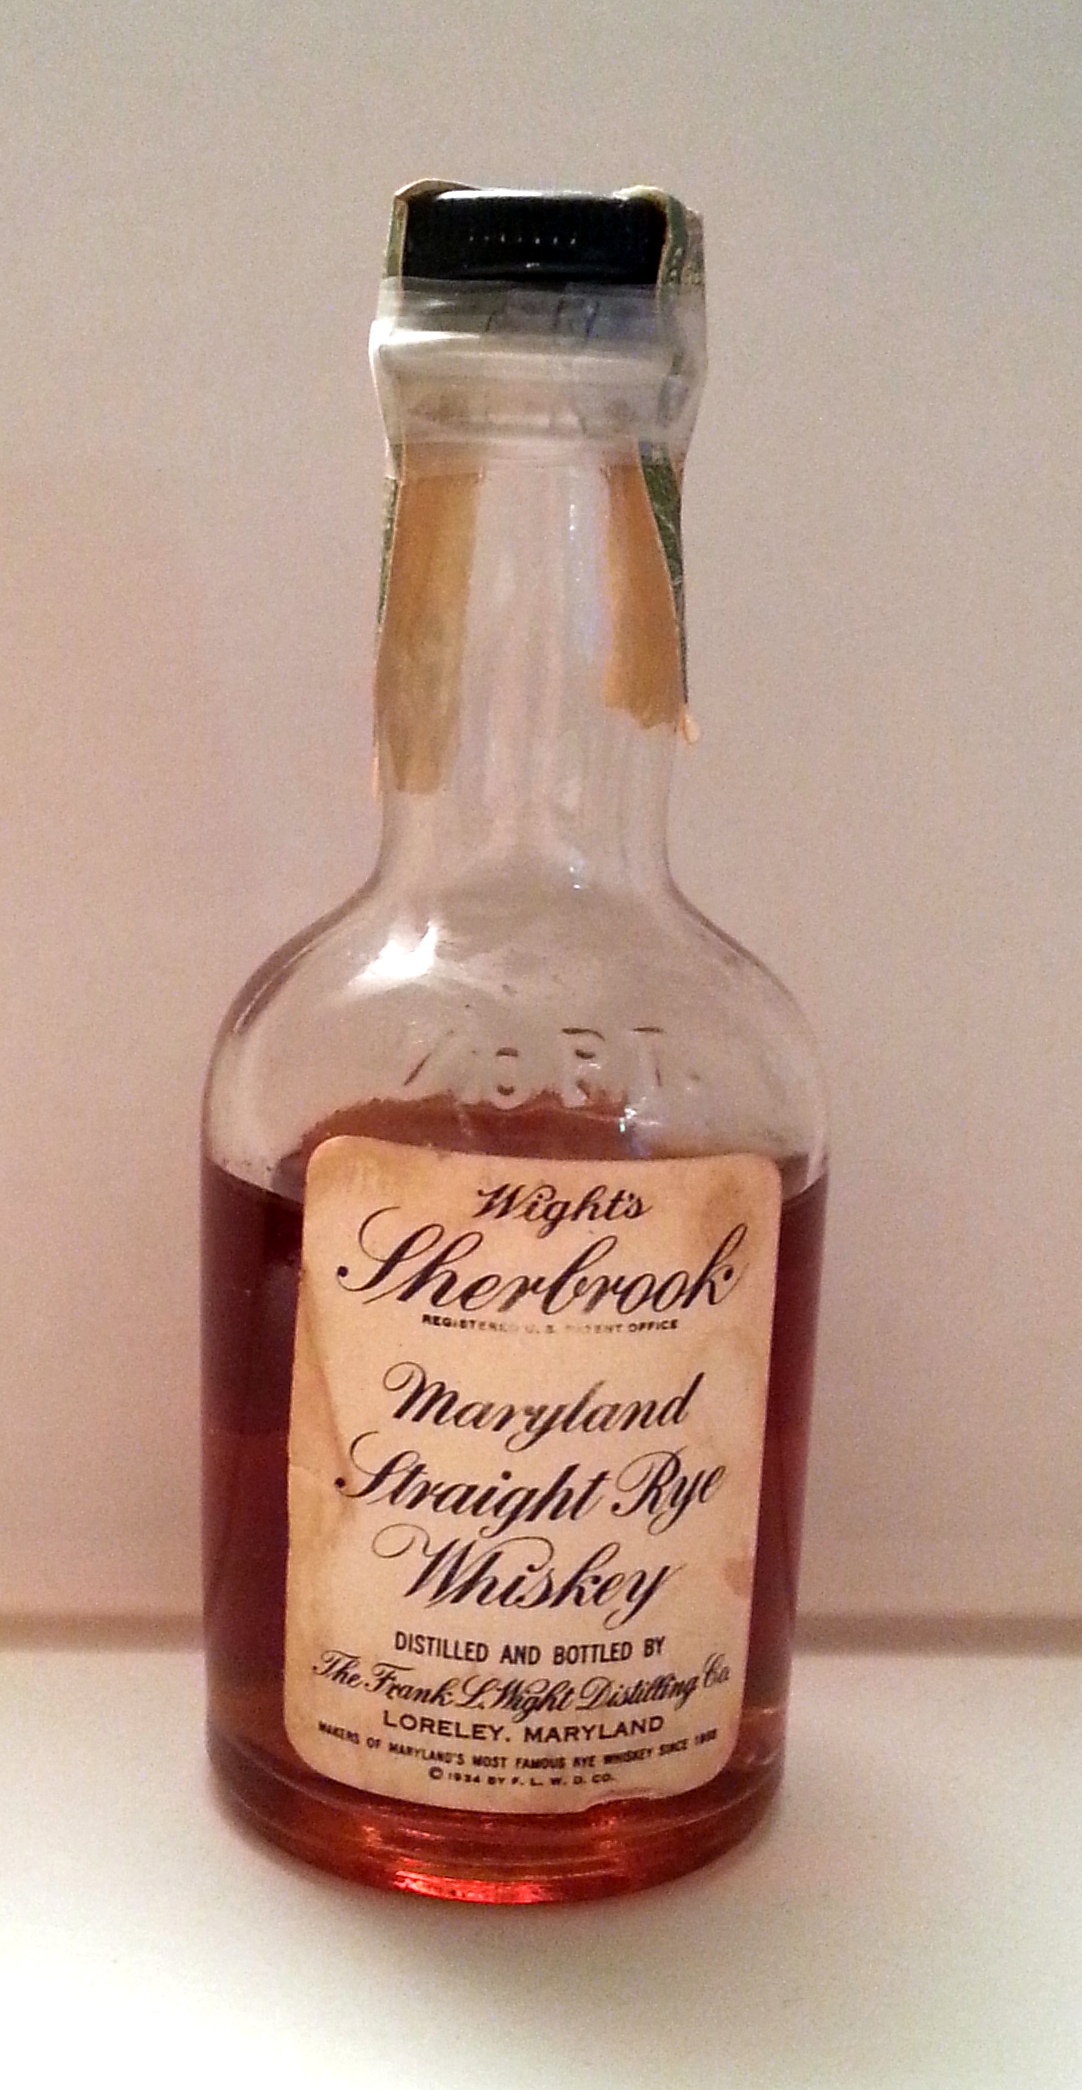 Wight's
Sherbrook
REGISTERED U. S. PATENT OFFICE
Maryland
Straight Rye
Whiskey
DISTILLED AND BOTTLED BY
The Frank L. Wight Distilling Co.
LORELEY, MARYLAND
MAKERS OF MARYLAND'S MOST FAMOUS RYE WHISKEY SINCE
© 1934 BY F. L. W. D. CO.